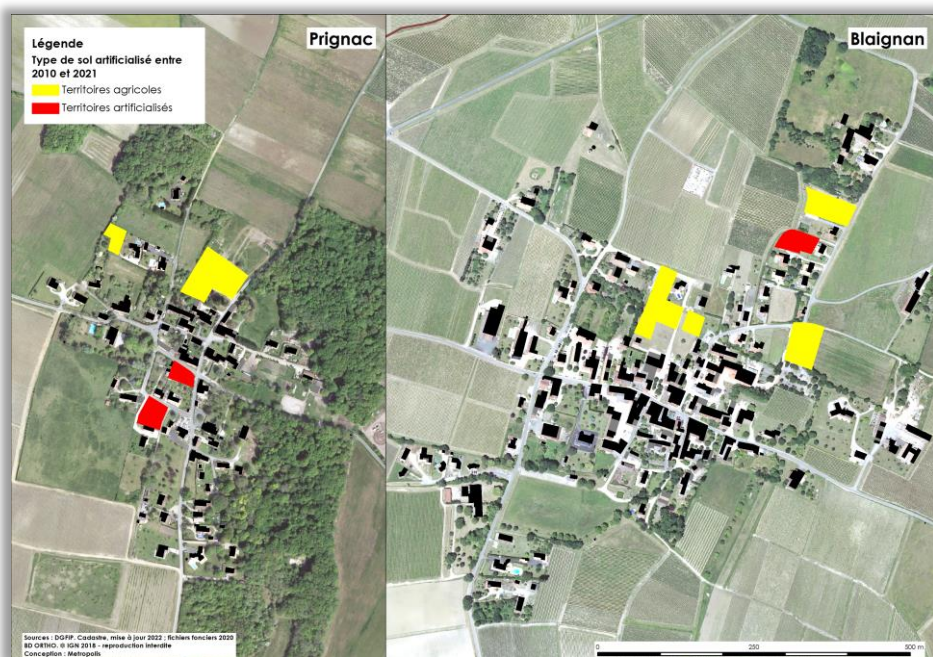 Légende
Type de sol artificialisé entre
2010 et 2021
Territoires agricoles
Territoires artificialisés
Prignac
Blaignan
Sources : DGFIP. Cadastre, mise à jour 2022 ; fichiers fonciers 2020
BD ORTHO. © IGN 2018 - reproduction interdite
Conception : Metropolis
0 250 500 m